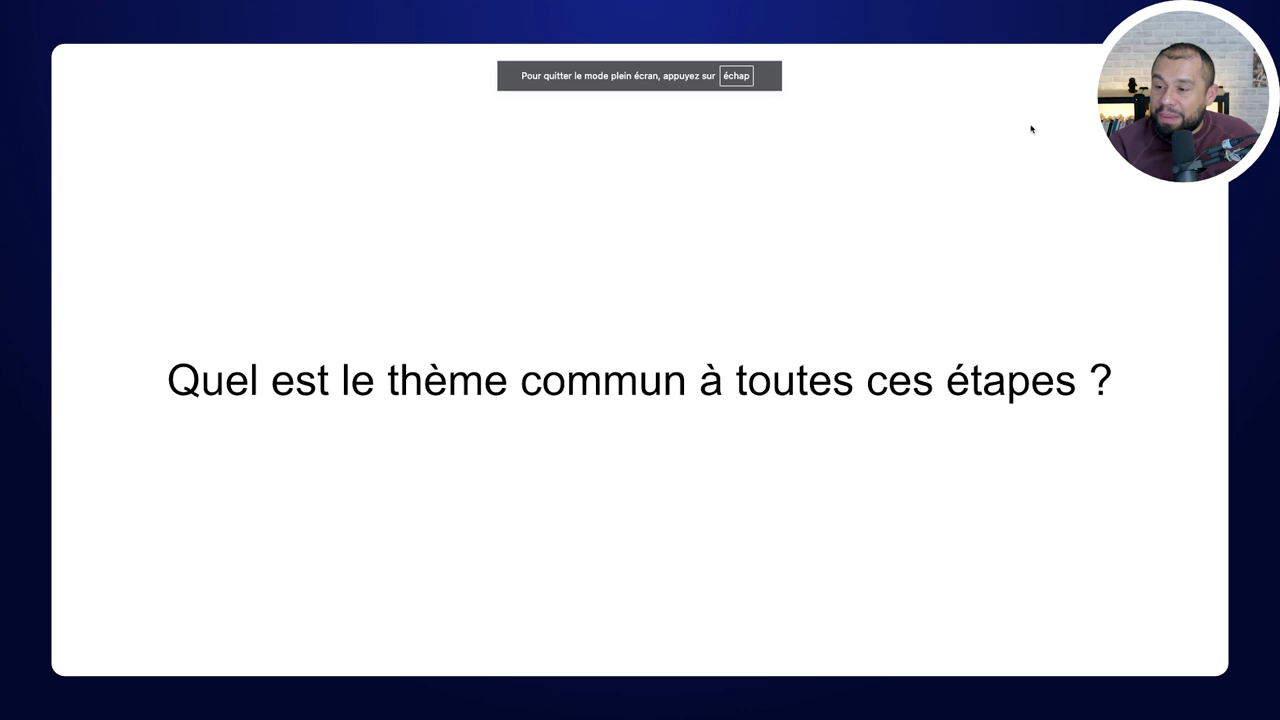 Pour quitter le mode plein écran, appuyez sur échap
Quel est le thème commun à toutes ces étapes ?